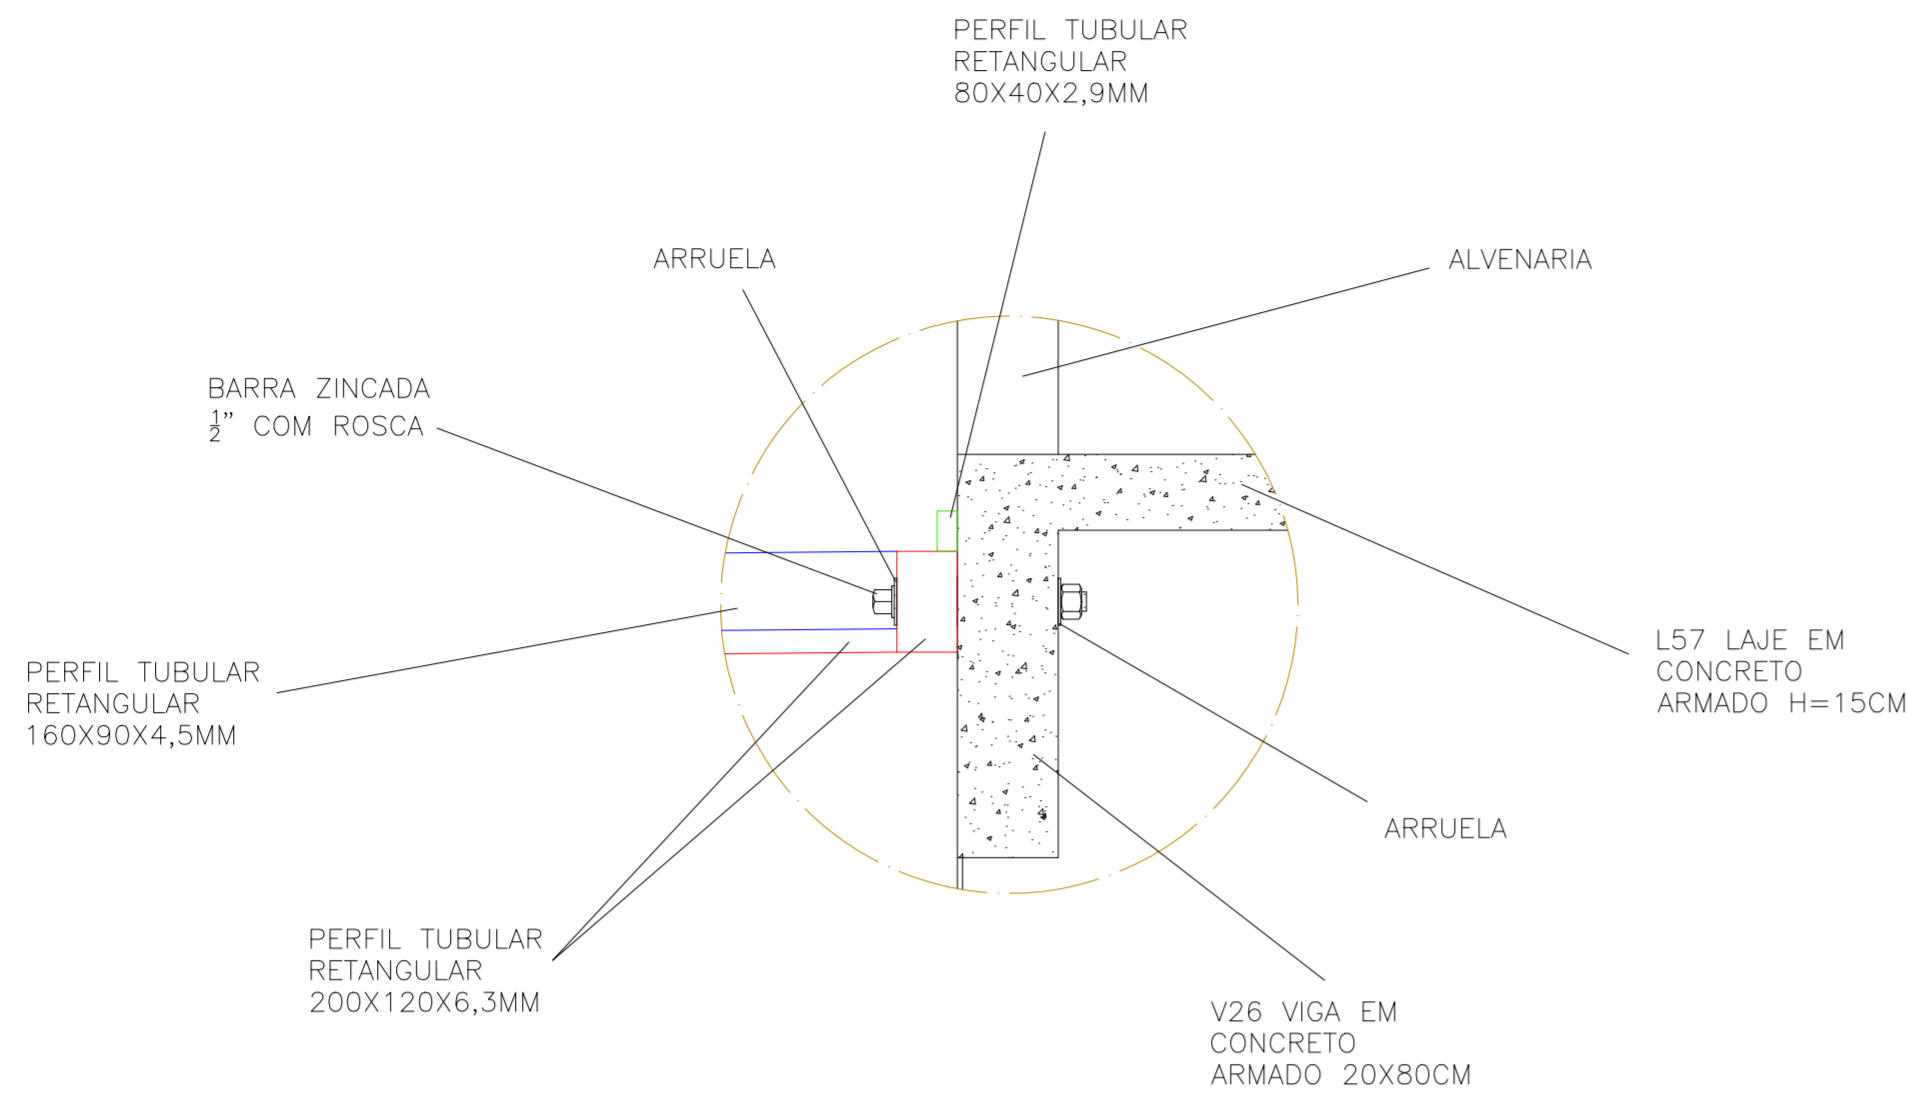 PERFIL TUBULAR
RETANGULAR
80X40X2,9MM
ARRUELA
ALVENARIA
BARRA ZINCADA
½" COM ROSCA
L57 LAJE EM
CONCRETO
ARMADO H=15CM
PERFIL TUBULAR
RETANGULAR
160X90X4,5MM
ARRUELA
PERFIL TUBULAR
RETANGULAR
200X120X6,3MM
V26 VIGA EM
CONCRETO
ARMADO 20X80CM